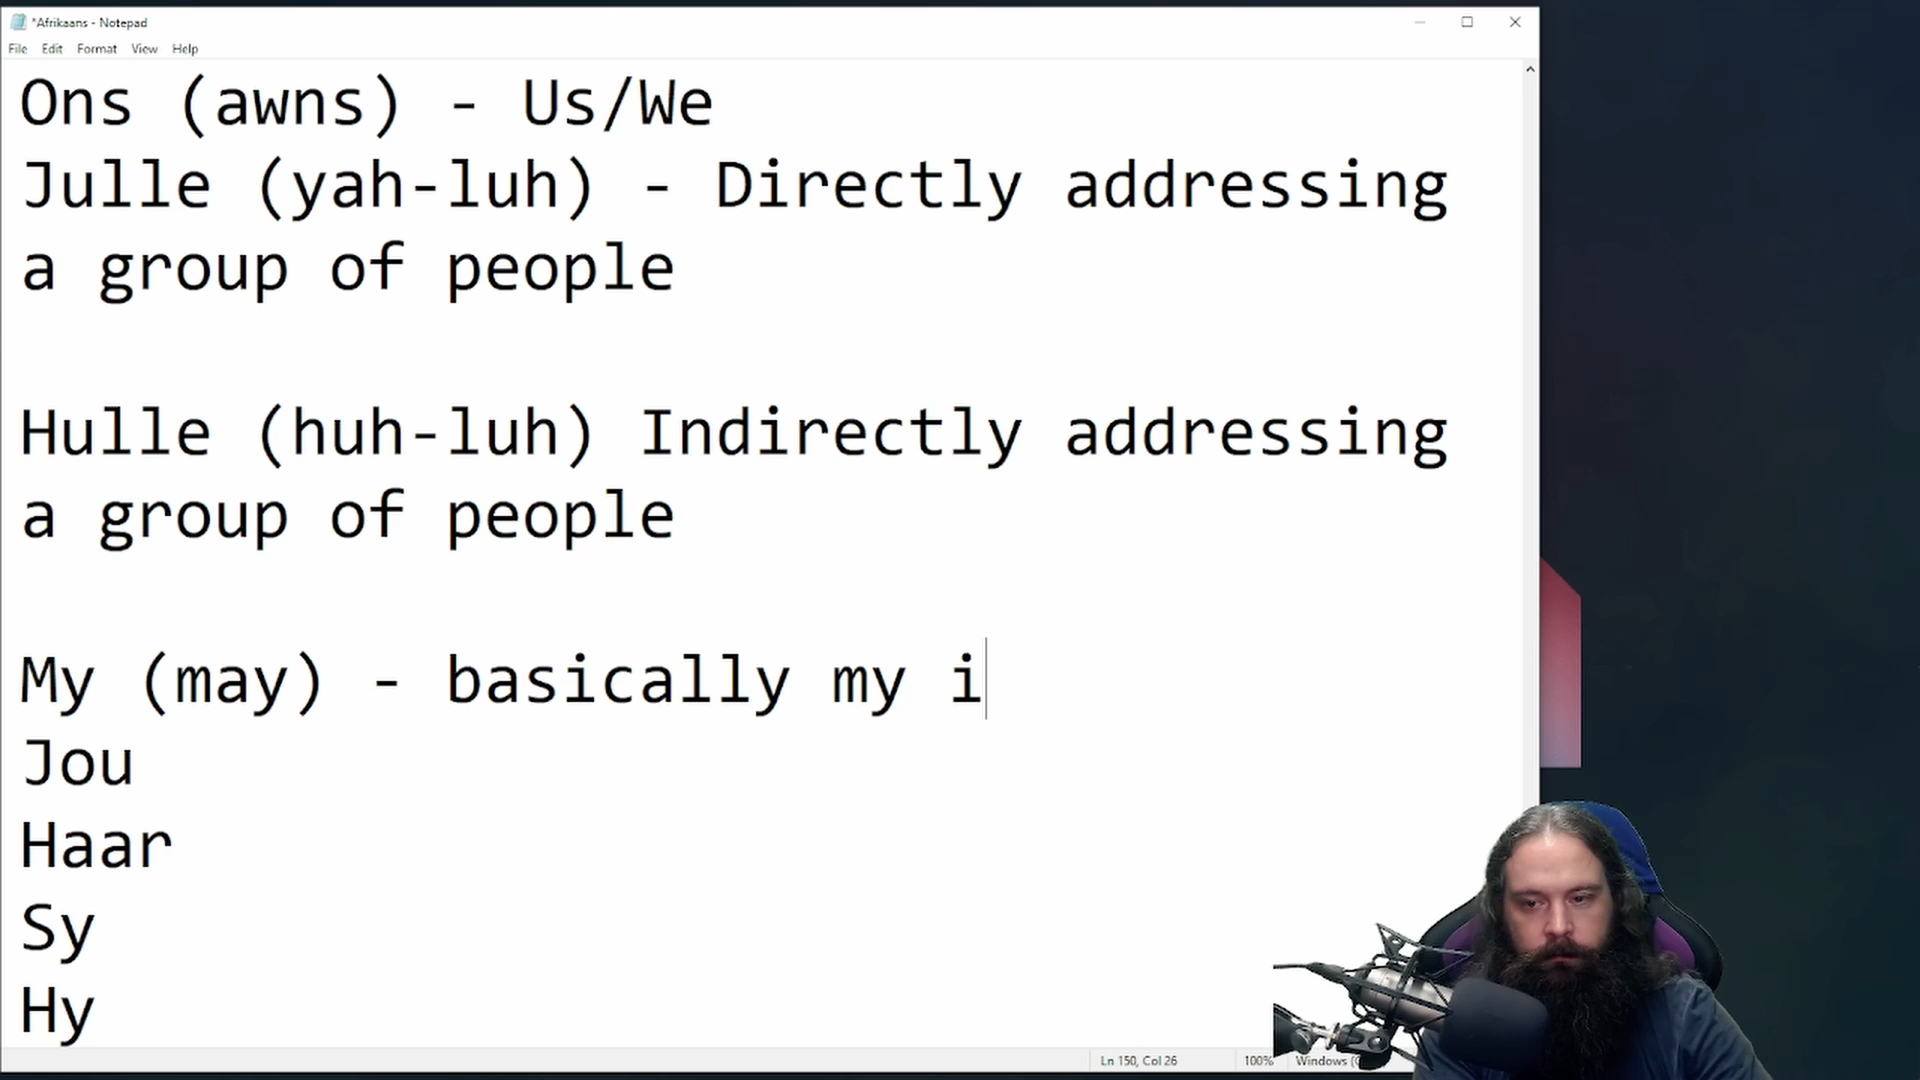 *Afrikaans - Notepad
File Edit Format View Help
Ons (awns) - Us/We
Julle (yah-luh) - Directly addressing
a group of people
Hulle (huh-luh) Indirectly addressing
a group of people
My (may) - basically my i
Jou
Haar
Sy
Hy
Ln 150, Col 26 100% Windows